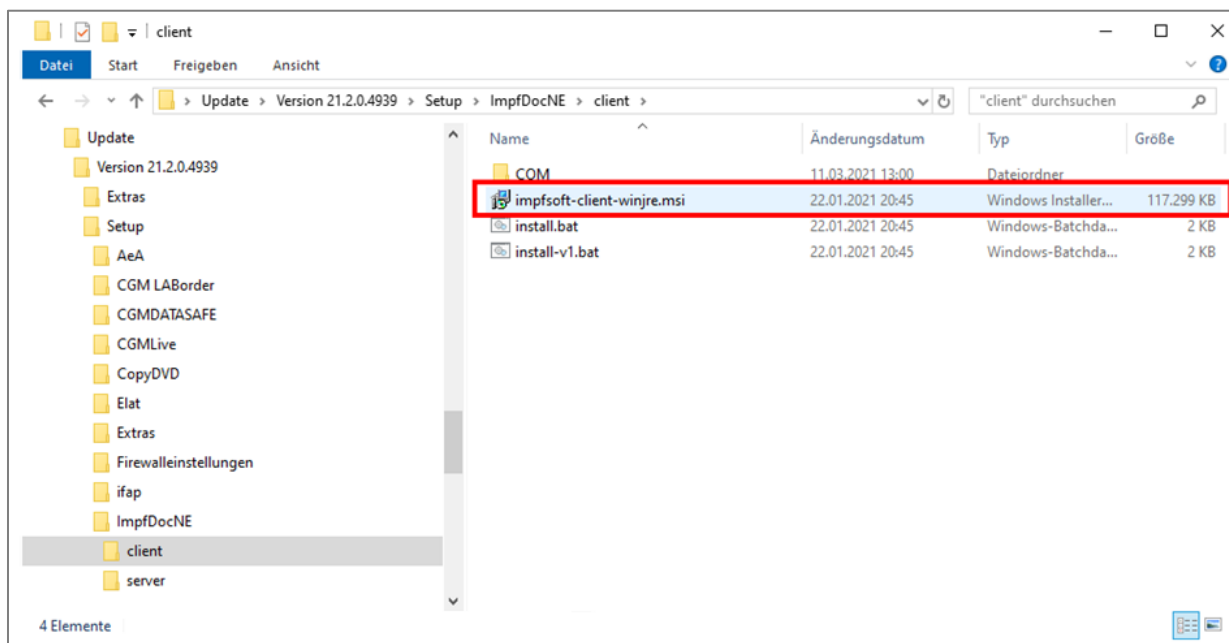 client
Datei Start Freigeben Ansicht
Update > Version 21.2.0.4939 > Setup > ImpfDocNE > client >
"client" durchsuchen
Update
Version 21.2.0.4939
Extras
Setup
AeA
CGM LABorder
CGMDATASAFE
CGMLive
CopyDVD
Elat
Extras
Firewalleinstellungen
ifap
ImpfDocNE
client
server
Name Änderungsdatum Typ Größe
COM 11.03.2021 13:00 Dateiordner
impfsoft-client-winjre.msi 22.01.2021 20:45 Windows Installer... 117.299 KB
install.bat 22.01.2021 20:45 Windows-Batchda... 2 KB
install-v1.bat 22.01.2021 20:45 Windows-Batchda... 2 KB
4 Elemente